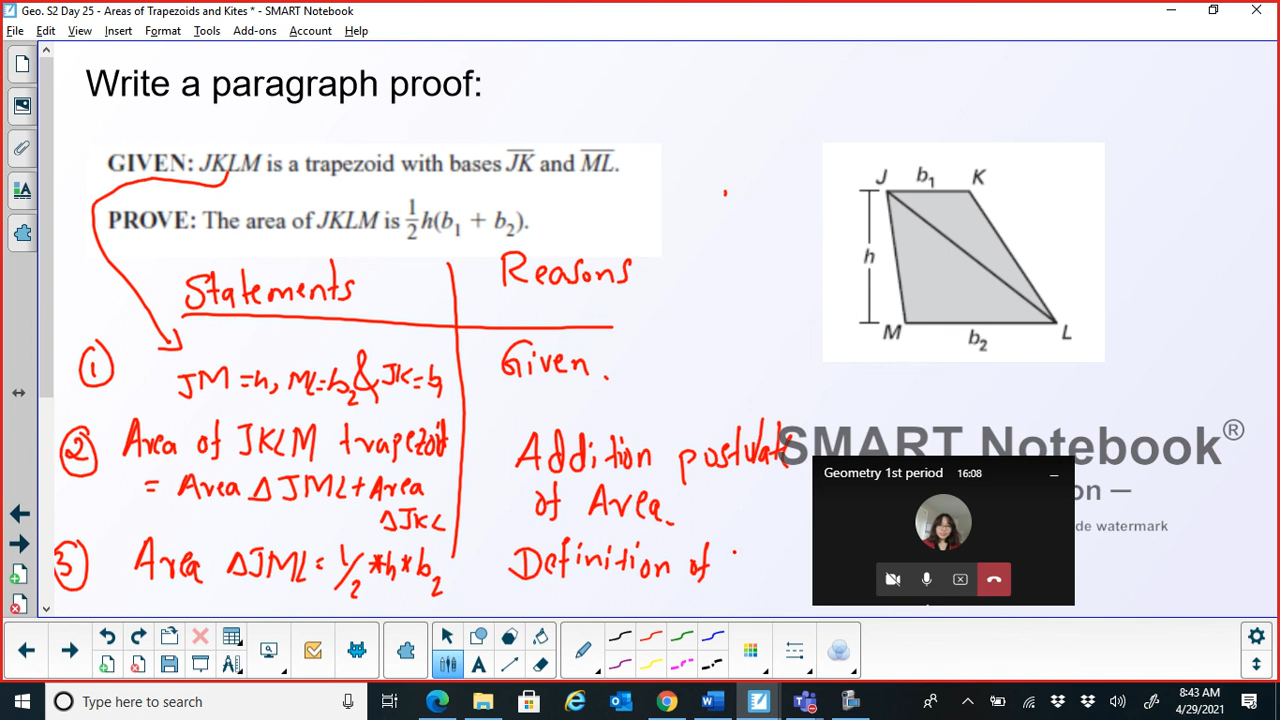 Geo. S2 Day 25 - Areas of Trapezoids and Kites * - SMART Notebook
File Edit View Insert Format Tools Add-ons Account Help
Write a paragraph proof:
GIVEN: JKLM is a trapezoid with bases JK and ML.
PROVE: The area of JKLM is 1/2 h(b₁ + b₂).
Statements Reasons
① JM = h, ML = b₂ & JK = b₁ Given.
② Area of JKLM trapezoid Addition postulate
= Area △JML + Area of Area.
△JKL
③ Area △JML = 1/2 * h * b₂ Definition of
J b₁ K
h
M b₂ L
SMART Notebook®
on —
de watermark
Geometry 1st period 16:08
A
Type here to search
8:43 AM
4/29/2021